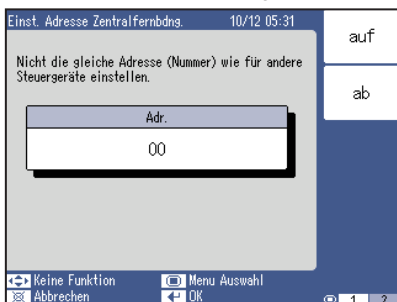 Einst. Adresse Zentralfernbdng. 10/12 05:31
auf
Nicht die gleiche Adresse (Nummer) wie für andere
Steuergeräte einstellen.
ab
Adr.
00
Keine Funktion Menu Auswahl
Abbrechen OK 1 2